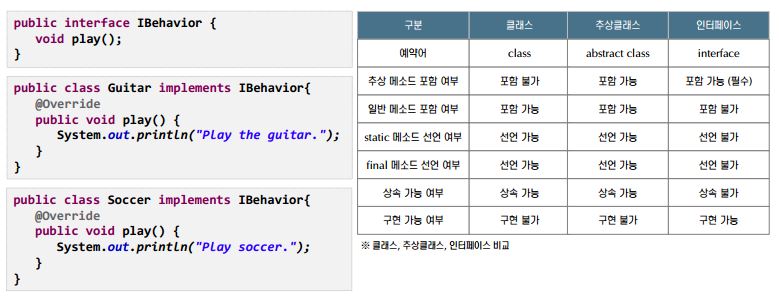 public interface IBehavior {
void play();
}
public class Guitar implements IBehavior{
@Override
public void play() {
System.out.println("Play the guitar.");
}
}
public class Soccer implements IBehavior{
@Override
public void play() {
System.out.println("Play soccer.");
}
}
구분 클래스 추상클래스 인터페이스
예약어 class abstract class interface
추상 메소드 포함 여부 포함 불가 포함 가능 포함 가능 (필수)
일반 메소드 포함 여부 포함 가능 포함 가능 포함 불가
static 메소드 선언 여부 선언 가능 선언 가능 선언 불가
final 메소드 선언 여부 선언 가능 선언 가능 선언 불가
상속 가능 여부 상속 가능 상속 가능 상속 불가
구현 가능 여부 구현 불가 구현 불가 구현 가능
※ 클래스, 추상클래스, 인터페이스 비교